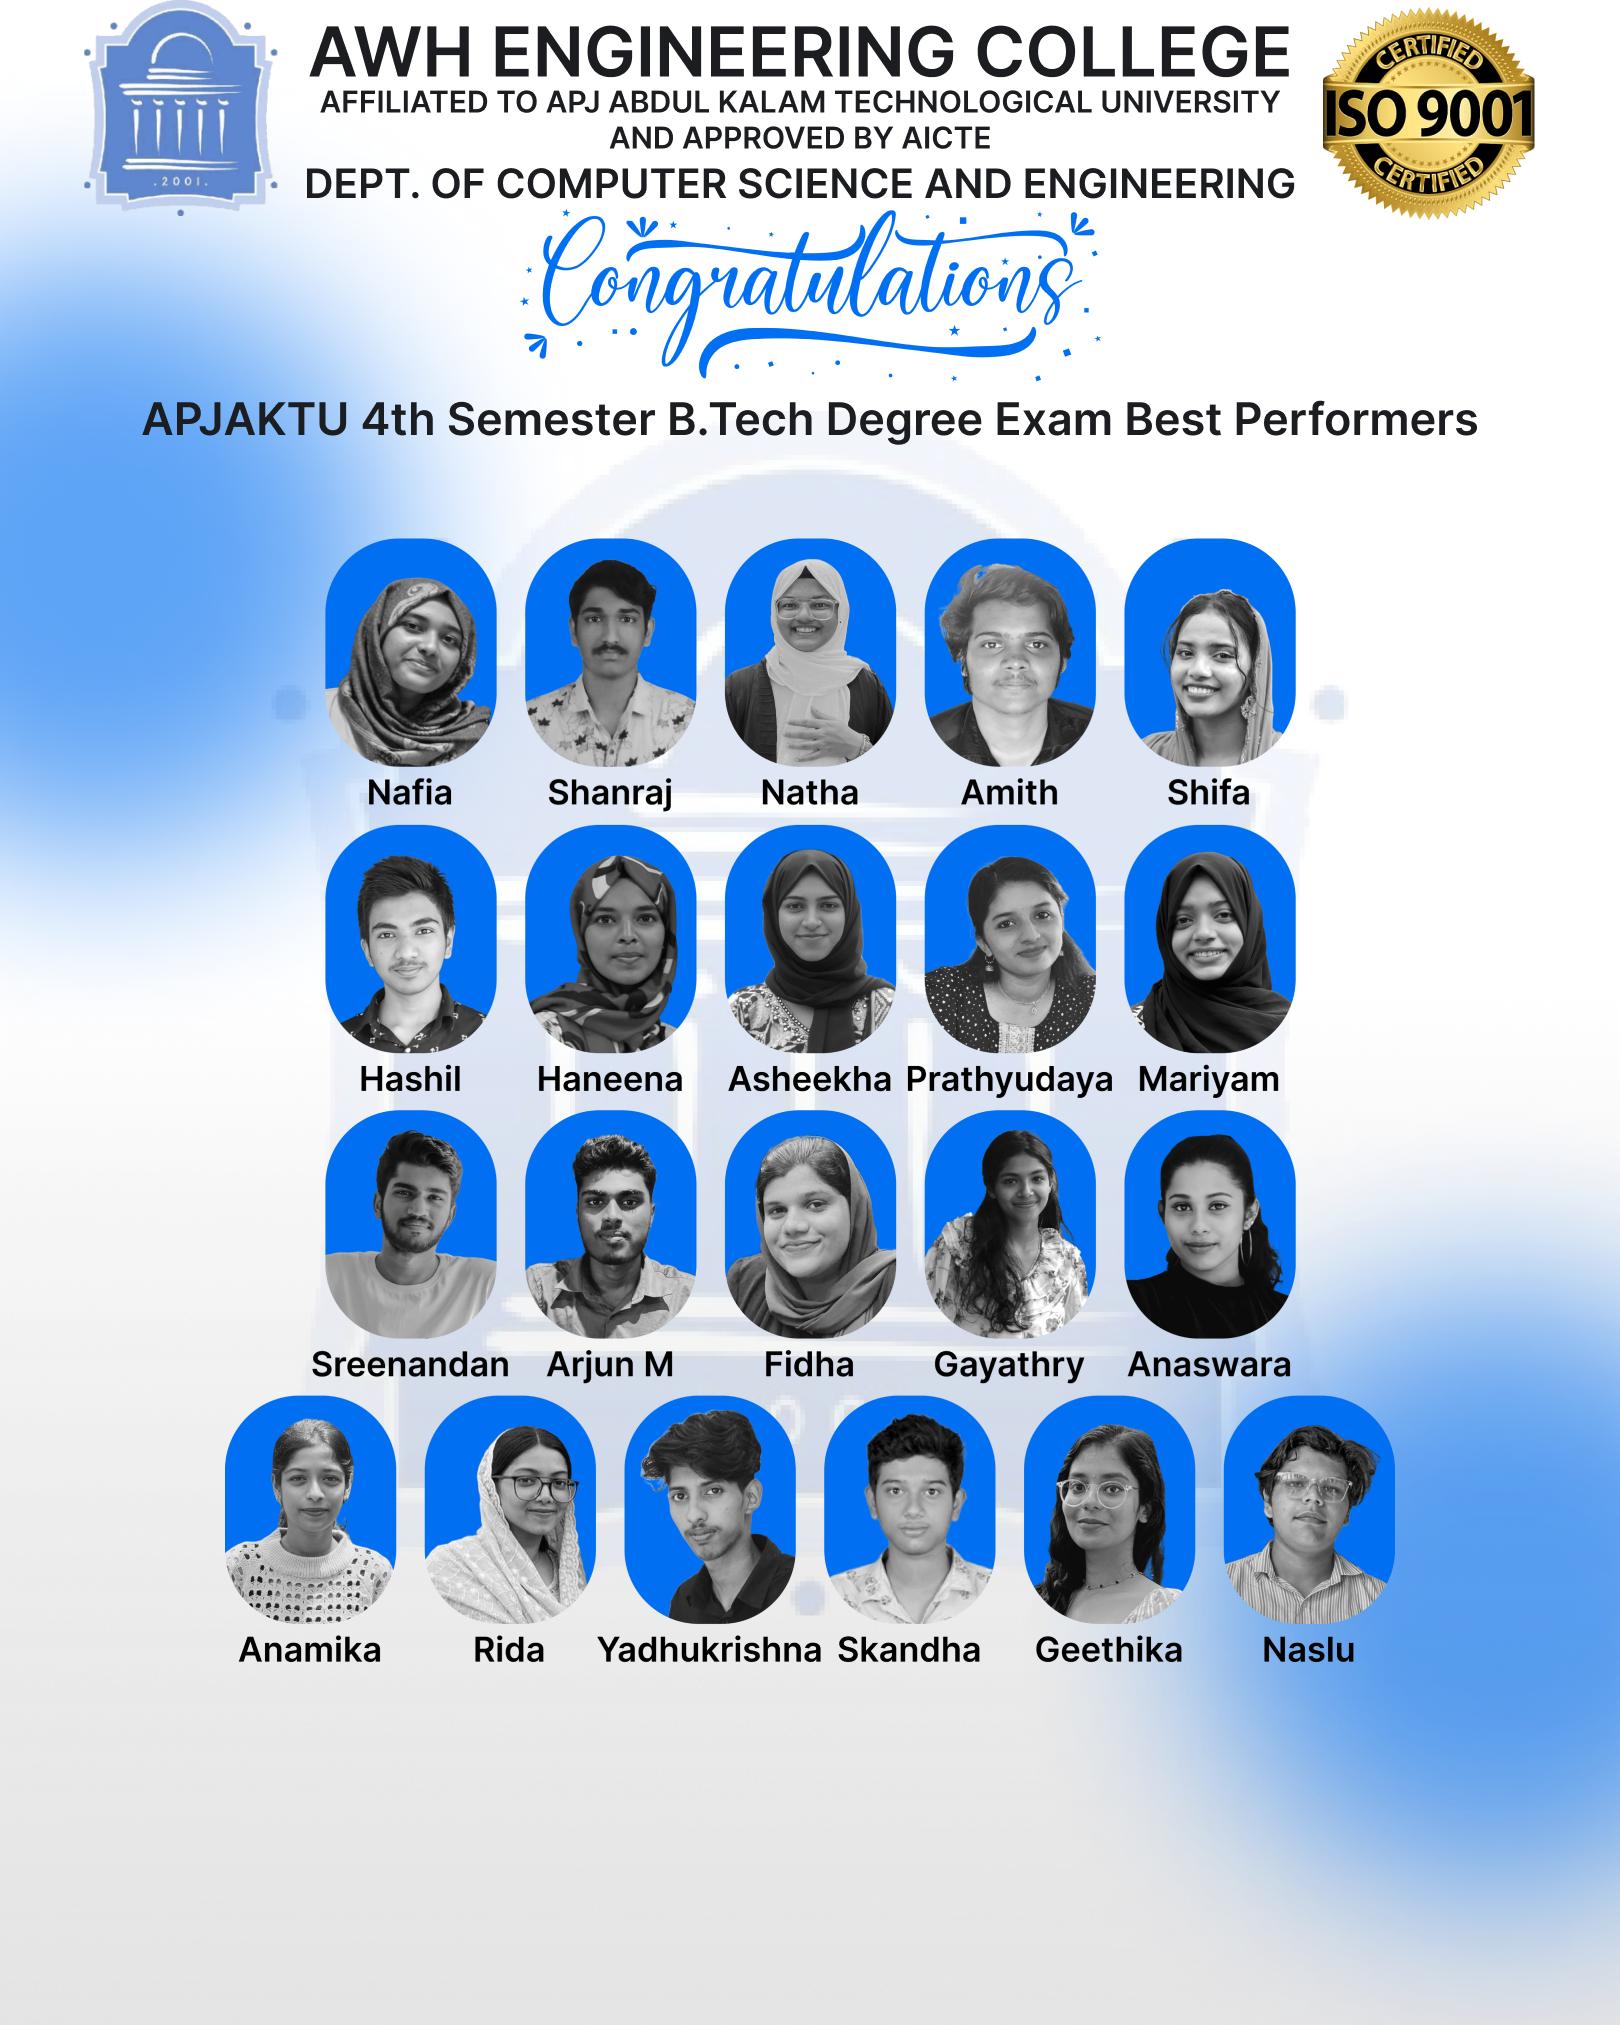 AWH ENGINEERING COLLEGE
AFFILIATED TO APJ ABDUL KALAM TECHNOLOGICAL UNIVERSITY
AND APPROVED BY AICTE
DEPT. OF COMPUTER SCIENCE AND ENGINEERING
.2001.
CERTIFIED
ISO 9001
CERTIFIED
Congratulations
APJAKTU 4th Semester B.Tech Degree Exam Best Performers
Nafia Shanraj Natha Amith Shifa
Hashil Haneena Asheekha Prathyudaya Mariyam
Sreenandan Arjun M Fidha Gayathry Anaswara
Anamika Rida Yadhukrishna Skandha Geethika Naslu